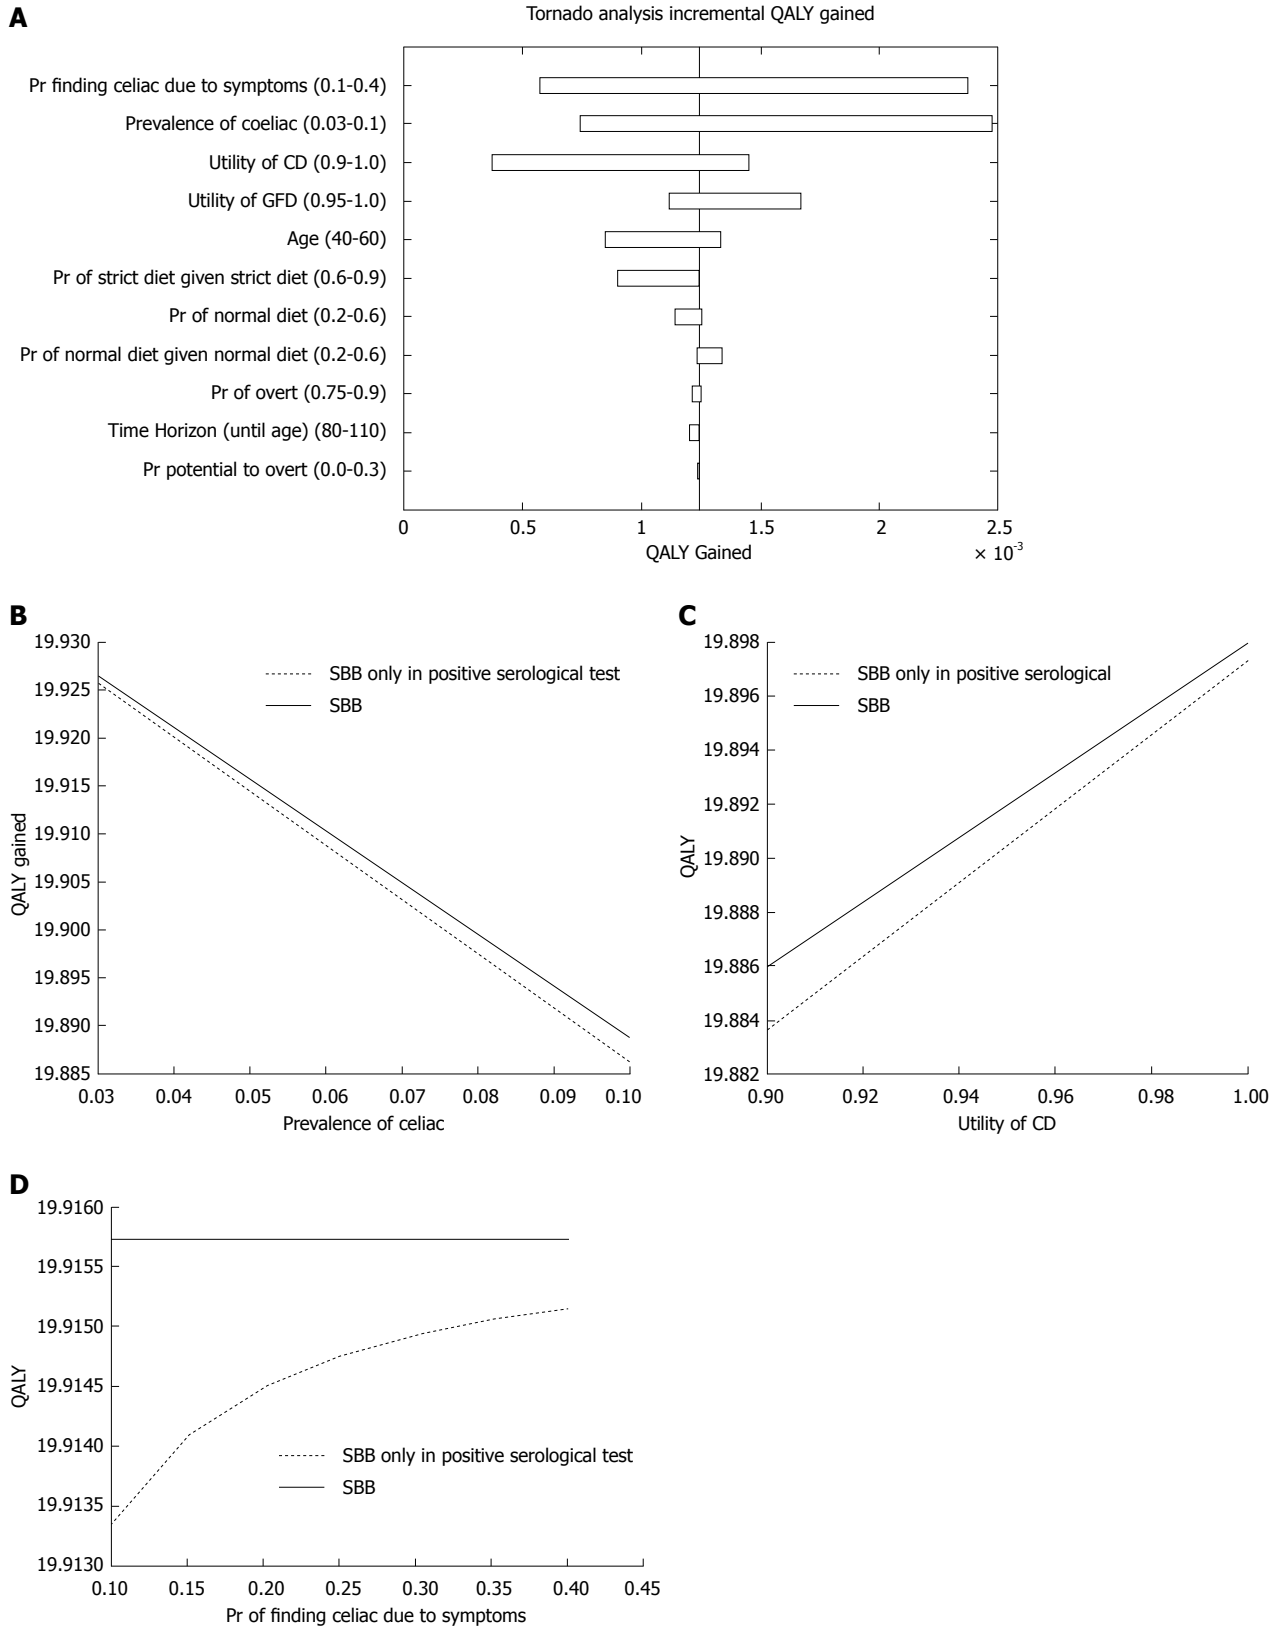 A
Tornado analysis incremental QALY gained
Pr finding celiac due to symptoms (0.1-0.4)
Prevalence of coeliac (0.03-0.1)
Utility of CD (0.9-1.0)
Utility of GFD (0.95-1.0)
Age (40-60)
Pr of strict diet given strict diet (0.6-0.9)
Pr of normal diet (0.2-0.6)
Pr of normal diet given normal diet (0.2-0.6)
Pr of overt (0.75-0.9)
Time Horizon (until age) (80-110)
Pr potential to overt (0.0-0.3)
0 0.5 1 1.5 2 2.5
QALY Gained
× 10⁻³
B
19.930
19.925
19.920
19.915
19.910
19.905
19.900
19.895
19.890
19.885
QALY gained
SBB only in positive serological test
SBB
0.03 0.04 0.05 0.06 0.07 0.08 0.09 0.10
Prevalence of celiac
C
19.898
19.896
19.894
19.892
19.890
19.888
19.886
19.884
19.882
QALY
SBB only in positive serological
SBB
0.90 0.92 0.94 0.96 0.98 1.00
Utility of CD
D
19.9160
19.9155
19.9150
19.9145
19.9140
19.9135
19.9130
QALY
SBB only in positive serological test
SBB
0.10 0.15 0.20 0.25 0.30 0.35 0.40 0.45
Pr of finding celiac due to symptoms